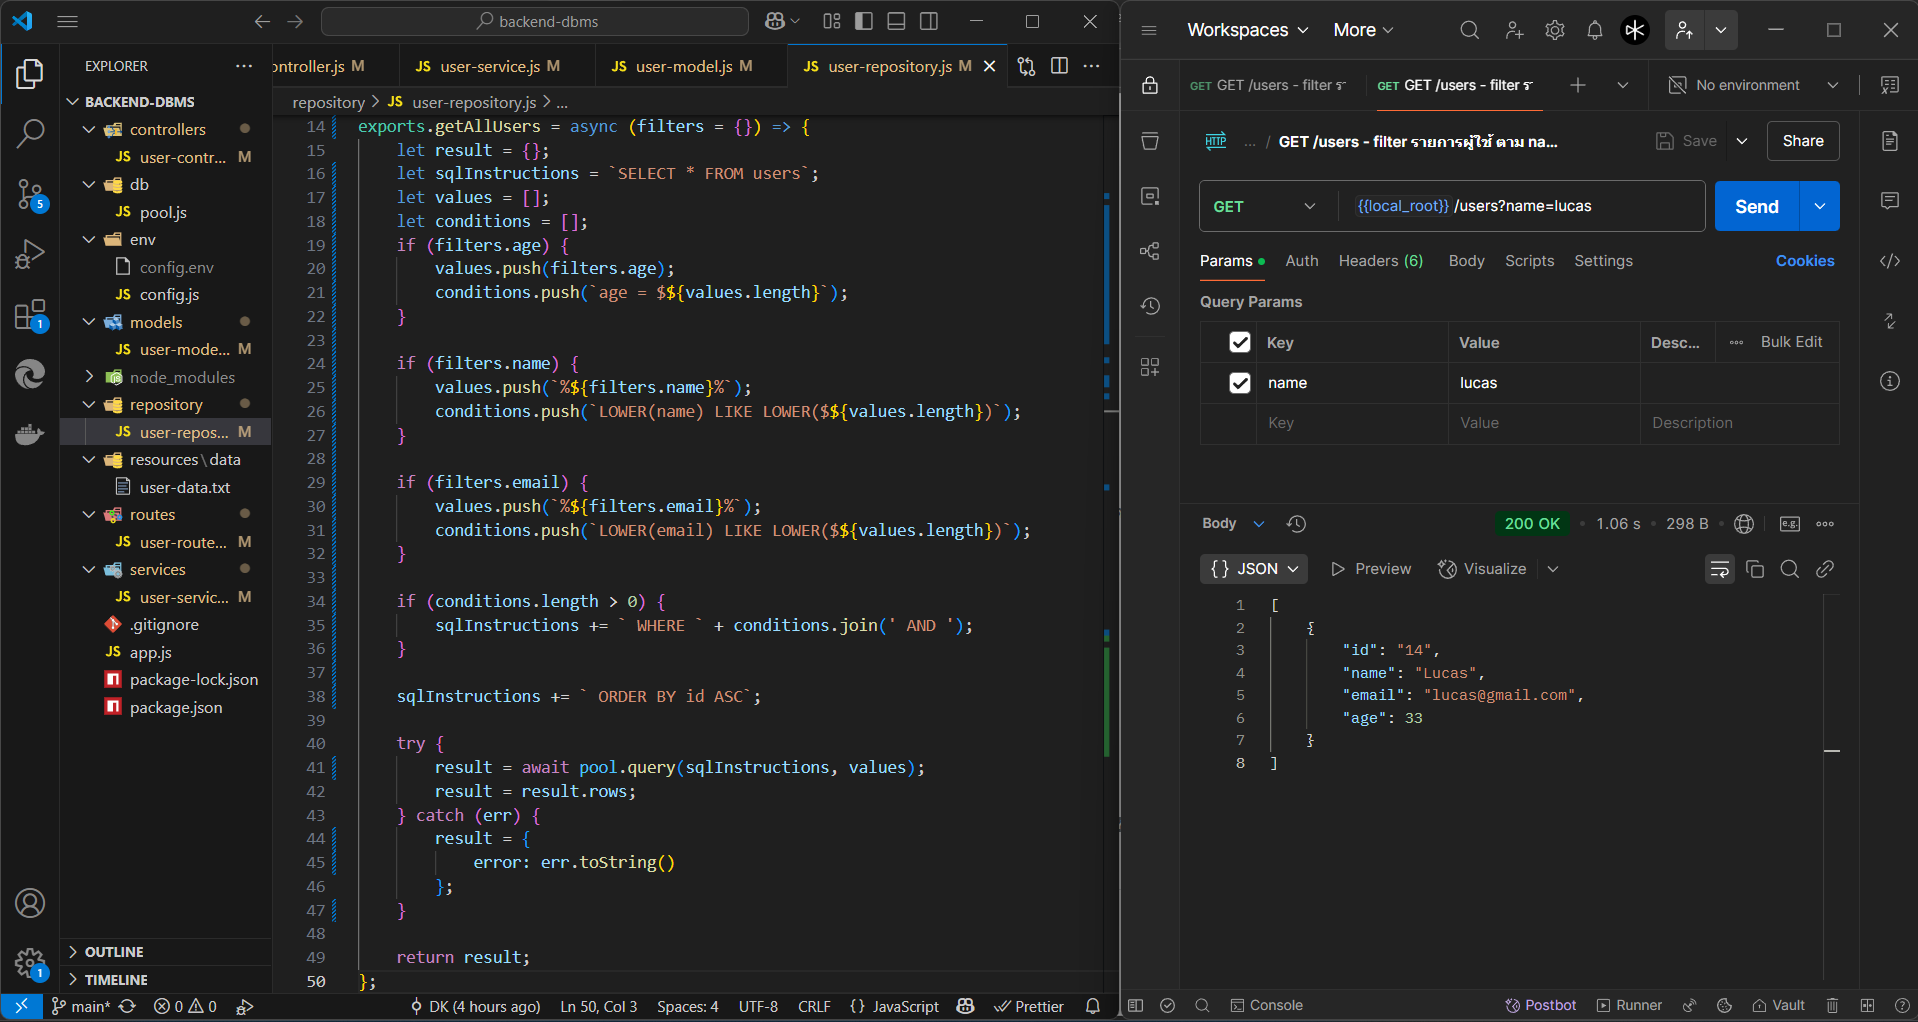 backend-dbms
EXPLORER
BACKEND-DBMS
controllers
JS user-contr... M
db
JS pool.js
env
config.env
JS config.js
models
JS user-mode... M
node_modules
repository
JS user-repos... M
resources\data
user-data.txt
routes
JS user-route... M
services
JS user-servic... M
.gitignore
JS app.js
package-lock.json
package.json
OUTLINE
TIMELINE
5
1
1
ontroller.js M
JS user-service.js M
JS user-model.js M
JS user-repository.js M
repository > JS user-repository.js > ...
14 exports.getAllUsers = async (filters = {}) => {
15 let result = {};
16 let sqlInstructions = `SELECT * FROM users`;
17 let values = [];
18 let conditions = [];
19 if (filters.age) {
20 values.push(filters.age);
21 conditions.push(`age = $${values.length}`);
22 }
23
24 if (filters.name) {
25 values.push(`%${filters.name}%`);
26 conditions.push(`LOWER(name) LIKE LOWER($${values.length})`);
27 }
28
29 if (filters.email) {
30 values.push(`%${filters.email}%`);
31 conditions.push(`LOWER(email) LIKE LOWER($${values.length})`);
32 }
33
34 if (conditions.length > 0) {
35 sqlInstructions += ` WHERE ` + conditions.join(' AND ');
36 }
37
38 sqlInstructions += ` ORDER BY id ASC`;
39
40 try {
41 result = await pool.query(sqlInstructions, values);
42 result = result.rows;
43 } catch (err) {
44 result = {
45 error: err.toString()
46 };
47 }
48
49 return result;
50 };
main* 0 0 DK (4 hours ago) Ln 50, Col 3 Spaces: 4 UTF-8 CRLF {} JavaScript Prettier
Workspaces More
GET GET /users - filter ร
GET GET /users - filter ร
No environment
HTTP ... / GET /users - filter รายการผู้ใช้ ตาม na...
Save
Share
GET {{local_root}} /users?name=lucas
Send
Params Auth Headers (6) Body Scripts Settings Cookies
Query Params
Key Value Desc... Bulk Edit
name lucas
Key Value Description
Body 200 OK 1.06 s 298 B e.g.
{} JSON Preview Visualize
1 [
2 {
3 "id": "14",
4 "name": "Lucas",
5 "email": "lucas@gmail.com",
6 "age": 33
7 }
8 ]
Console Postbot Runner Vault